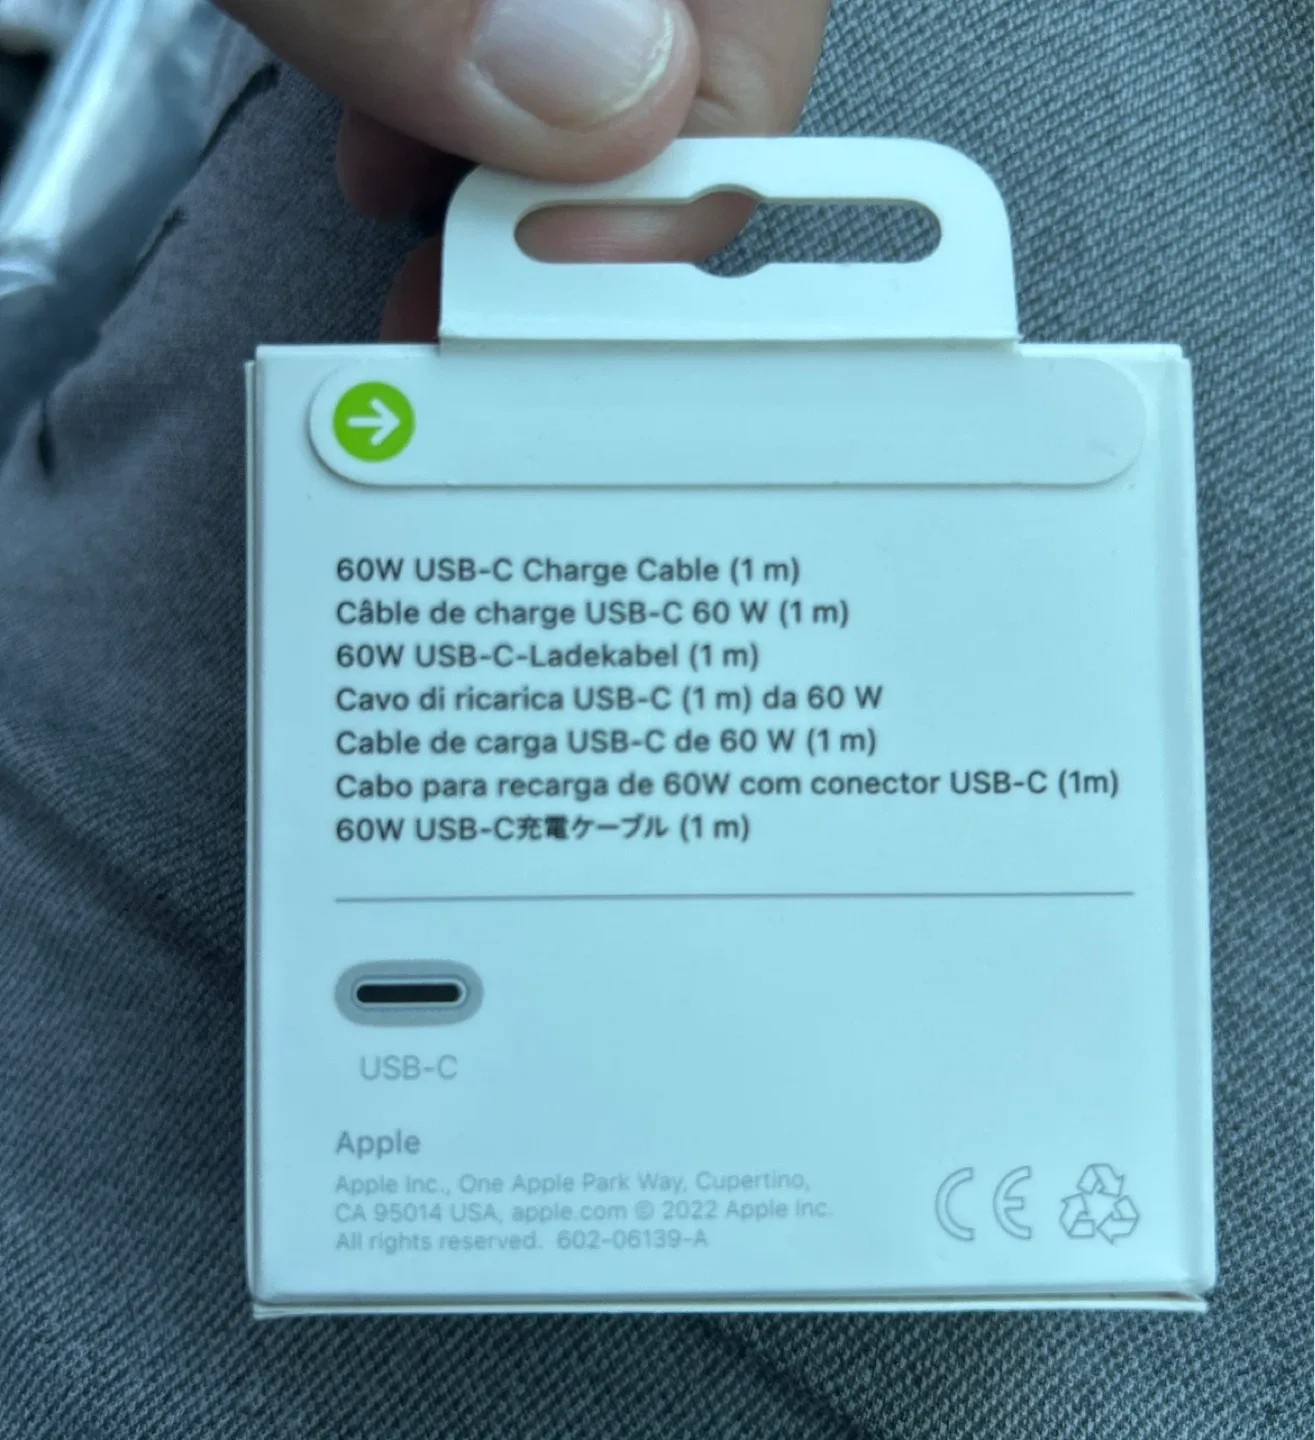 60W USB-C Charge Cable (1 m)
Câble de charge USB-C 60 W (1 m)
60W USB-C-Ladekabel (1 m)
Cavo di ricarica USB-C (1 m) da 60 W
Cable de carga USB-C de 60 W (1 m)
Cabo para recarga de 60W com conector USB-C (1m)
60W USB-C充電ケーブル (1 m)
USB-C
Apple
Apple Inc., One Apple Park Way, Cupertino,
CA 95014 USA, apple.com © 2022 Apple Inc.
All rights reserved. 602-06139-A
CE